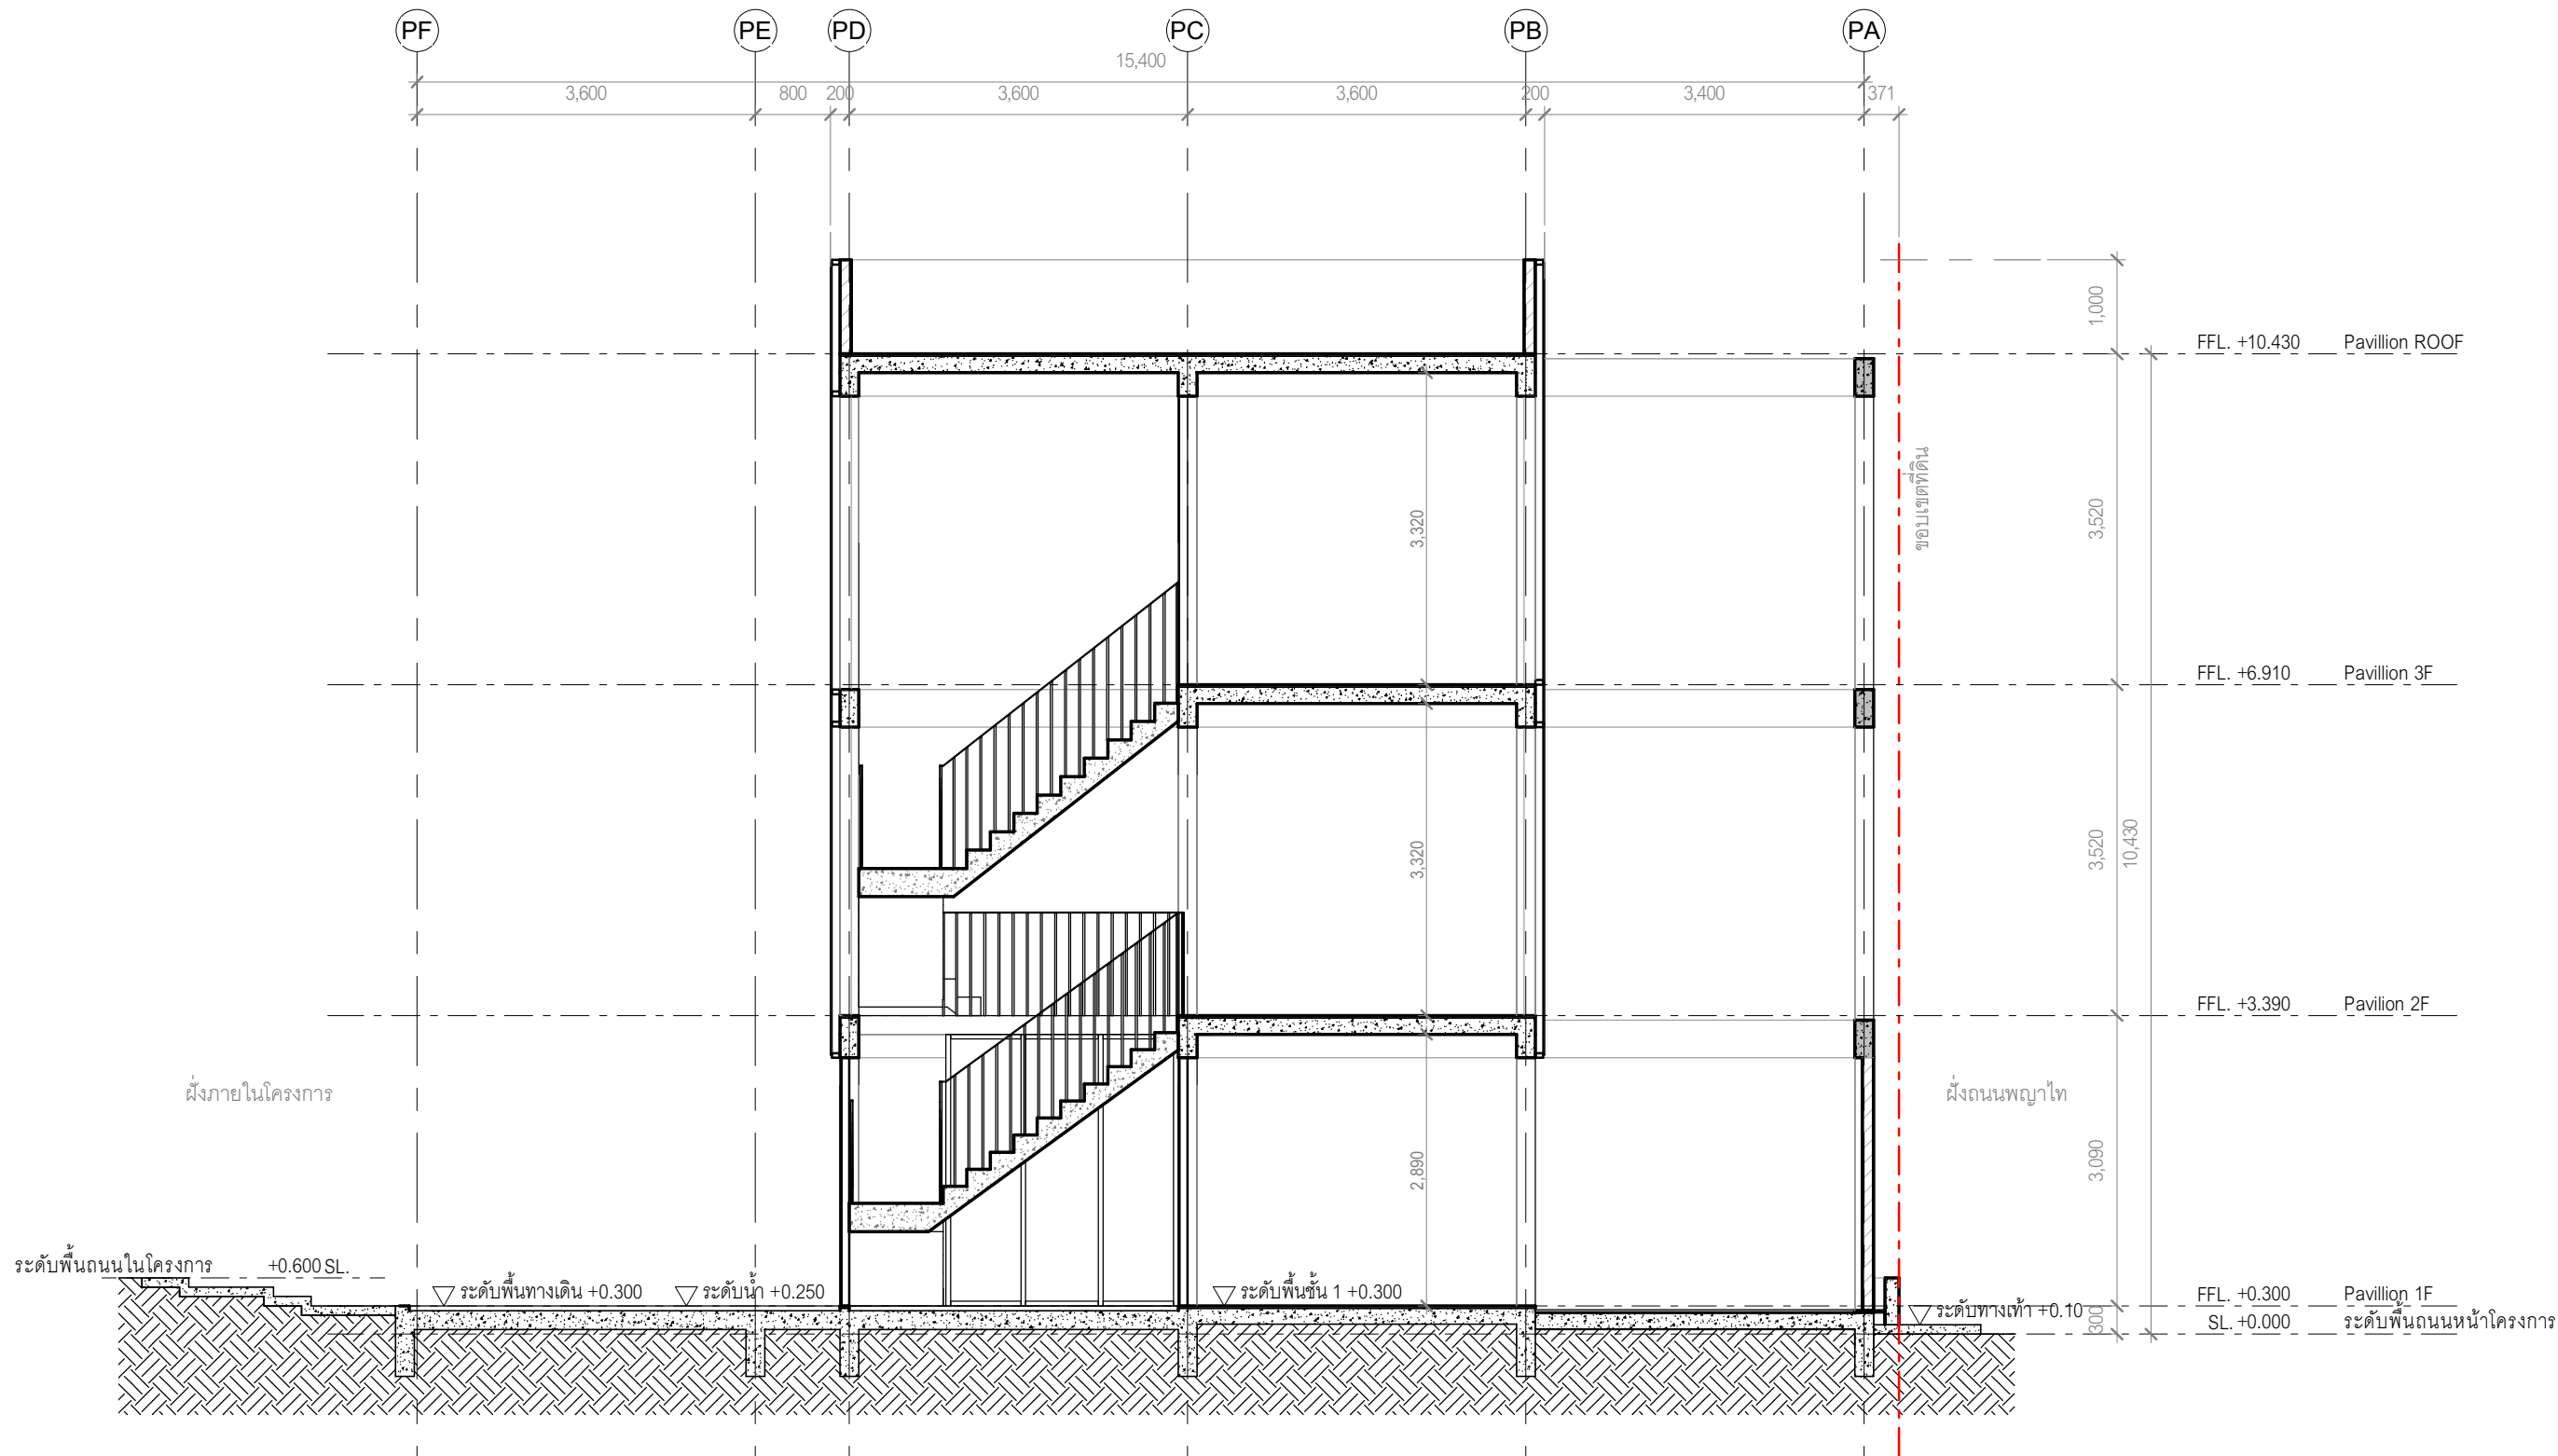 PF PE PD PC PB PA
15,400
3,600 800 200 3,600 3,600 200 3,400 371
1,000
FFL. +10.430 Pavillion ROOF
ขอบเขตที่ดิน
3,320
3,520
FFL. +6.910 Pavillion 3F
3,320
3,520
10,430
FFL. +3.390 Pavilion 2F
ฝั่งภายในโครงการ
ฝั่งถนนพญาไท
2,890
3,090
ระดับพื้นถนนในโครงการ +0.600 SL.
ระดับพื้นทางเดิน +0.300
ระดับน้ำ +0.250
ระดับพื้นชั้น 1 +0.300
FFL. +0.300 Pavillion 1F
ระดับทางเท้า +0.10
300
SL. +0.000 ระดับพื้นถนนหน้าโครงการ